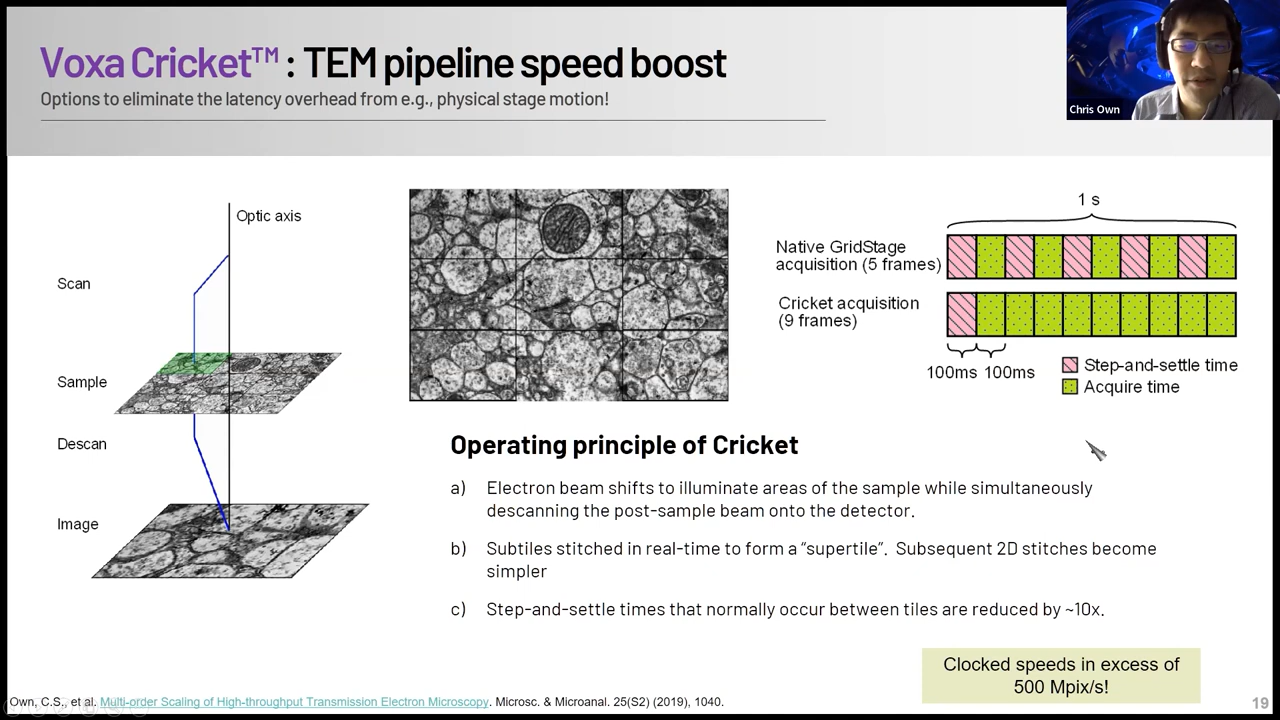 Voxa Cricket™ : TEM pipeline speed boost
Options to eliminate the latency overhead from e.g., physical stage motion!
Chris Own
Optic axis
Scan
Sample
Descan
Image
1 s
Native GridStage
acquisition (5 frames)
Cricket acquisition
(9 frames)
100ms 100ms
Step-and-settle time
Acquire time
Operating principle of Cricket
a) Electron beam shifts to illuminate areas of the sample while simultaneously
descanning the post-sample beam onto the detector.
b) Subtiles stitched in real-time to form a “supertile”. Subsequent 2D stitches become
simpler
c) Step-and-settle times that normally occur between tiles are reduced by ~10x.
Clocked speeds in excess of
500 Mpix/s!
Own, C.S., et al. Multi-order Scaling of High-throughput Transmission Electron Microscopy. Microsc. & Microanal. 25(S2) (2019), 1040.
19